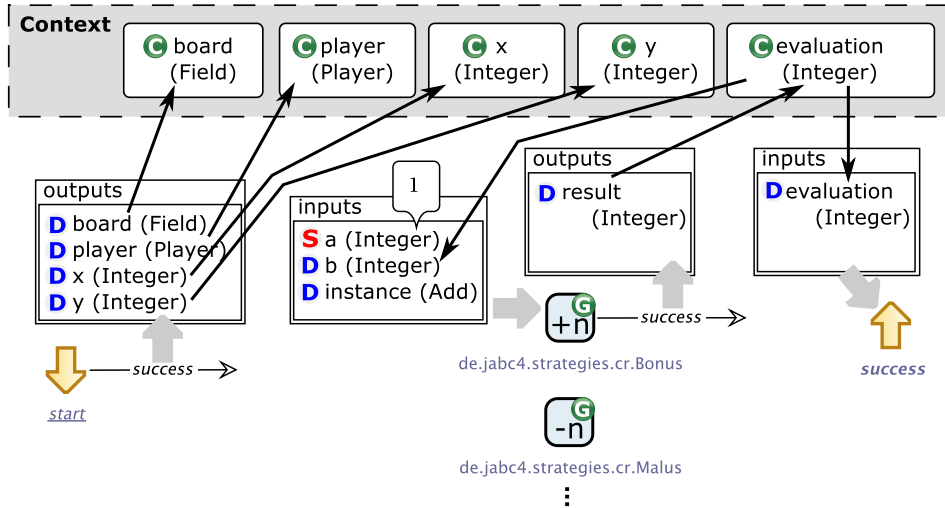 Context
C board
(Field)
C player
(Player)
C x
(Integer)
C y
(Integer)
C evaluation
(Integer)
outputs
D board (Field)
D player (Player)
D x (Integer)
D y (Integer)
1
inputs
S a (Integer)
D b (Integer)
D instance (Add)
outputs
D result
(Integer)
inputs
D evaluation
(Integer)
success
start
G
+n
success
de.jabc4.strategies.cr.Bonus
success
G
-n
de.jabc4.strategies.cr.Malus